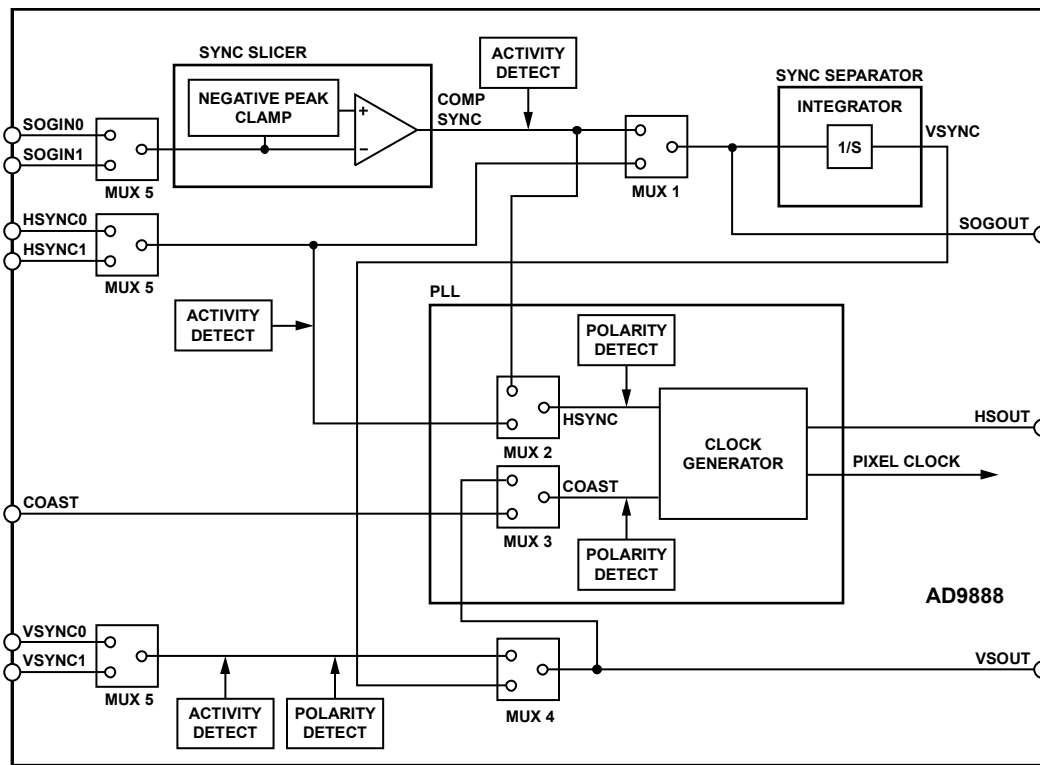 SYNC SLICER
NEGATIVE PEAK
CLAMP
+
−
COMP
SYNC
ACTIVITY
DETECT
SYNC SEPARATOR
INTEGRATOR
1/S
VSYNC
SOGIN0
SOGIN1
MUX 5
MUX 1
HSYNC0
HSYNC1
MUX 5
SOGOUT
ACTIVITY
DETECT
PLL
POLARITY
DETECT
HSYNC
MUX 2
CLOCK
GENERATOR
HSOUT
PIXEL CLOCK
COAST
COAST
MUX 3
POLARITY
DETECT
AD9888
VSYNC0
VSYNC1
MUX 5
ACTIVITY
DETECT
POLARITY
DETECT
MUX 4
VSOUT